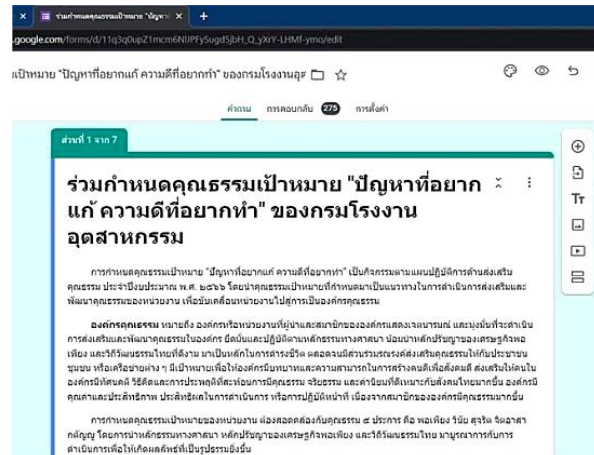 ร่วมกำหนดคุณธรรมเป้าหมาย "ปัญหา
google.com/forms/d/11q3q0upZ1mcm6NIJPFySugd5jbH_Q_yXrY-LHMf-ymo/edit
เป้าหมาย "ปัญหาที่อยากแก้ ความดีที่อยากทำ" ของกรมโรงงานอุต
คำถาม การตอบกลับ 275 การตั้งค่า
ส่วนที่ 1 จาก 7
ร่วมกำหนดคุณธรรมเป้าหมาย "ปัญหาที่อยาก
แก้ ความดีที่อยากทำ" ของกรมโรงงาน
อุตสาหกรรม
Tт
การกำหนดคุณธรรมเป้าหมาย "ปัญหาที่อยากแก้ ความดีที่อยากทำ" เป็นกิจกรรมตามแผนปฏิบัติการด้านส่งเสริม
คุณธรรม ประจำปีงบประมาณ พ.ศ. ๒๕๖๖ โดยนำคุณธรรมเป้าหมายที่กำหนดมาเป็นแนวทางในการดำเนินการส่งเสริมและ
พัฒนาคุณธรรมของหน่วยงาน เพื่อขับเคลื่อนหน่วยงานไปสู่การเป็นองค์กรคุณธรรม
องค์กรคุณธรรม หมายถึง องค์กรหรือหน่วยงานที่ผู้นำและสมาชิกขององค์กรแสดงเจตนารมณ์ และมุ่งมั่นที่จะดำเนิน
การส่งเสริมและพัฒนาคุณธรรมในองค์กร ยึดมั่นและปฏิบัติตามหลักธรรมทางศาสนา น้อมนำหลักปรัชญาของเศรษฐกิจพอ
เพียง และวิถีวัฒนธรรมไทยที่ดีงาม มาเป็นหลักในการดำรงชีวิต ตลอดจนมีส่วนร่วมรณรงค์ส่งเสริมคุณธรรมให้กับประชาชน
ชุมชน หรือเครือข่ายต่าง ๆ มีเป้าหมายเพื่อให้องค์กรมีบทบาทและความสามารถในการสร้างคนดีเพื่อสังคมดี ส่งเสริมให้คนใน
องค์กรมีทัศนคติ วิธีคิดและการประพฤติที่สะท้อนการมีคุณธรรม จริยธรรม และค่านิยมที่ดีเหมาะกับสังคมไทยมากขึ้น องค์กรมี
คุณค่าและประสิทธิภาพ ประสิทธิผลในการดำเนินการ หรือการปฏิบัติหน้าที่ เนื่องจากสมาชิกขององค์กรมีคุณธรรมมากขึ้น
การกำหนดคุณธรรมเป้าหมายของหน่วยงาน ต้องสอดคล้องกับคุณธรรม ๕ ประการ คือ พอเพียง วินัย สุจริต จิตอาสา
กตัญญู โดยการนำหลักธรรมทางศาสนา หลักปรัชญาของเศรษฐกิจพอเพียง และวิถีวัฒนธรรมไทย มาบูรณาการกับการ
ดำเนินการเพื่อให้เกิดผลลัพธ์ที่เป็นรูปธรรมยิ่งขึ้น